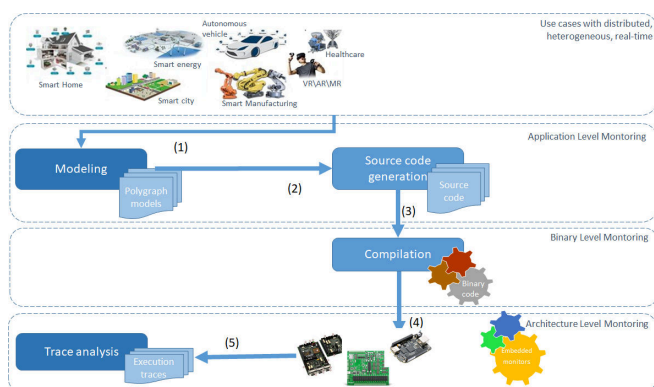 Use cases with distributed,
heterogeneous, real-time
Autonomous
vehicle
Smart energy
Healthcare
Smart Home
VR\AR\MR
Smart city
Smart Manufacturing
Application Level Montoring
(1)
Modeling
Polygraph
models
(2)
Source code
generation
Source
code
(3)
Binary Level Montoring
Compilation
Binary
code
(4)
Architecture Level Montoring
Trace analysis
Execution
traces
(5)
Embedded
monitors